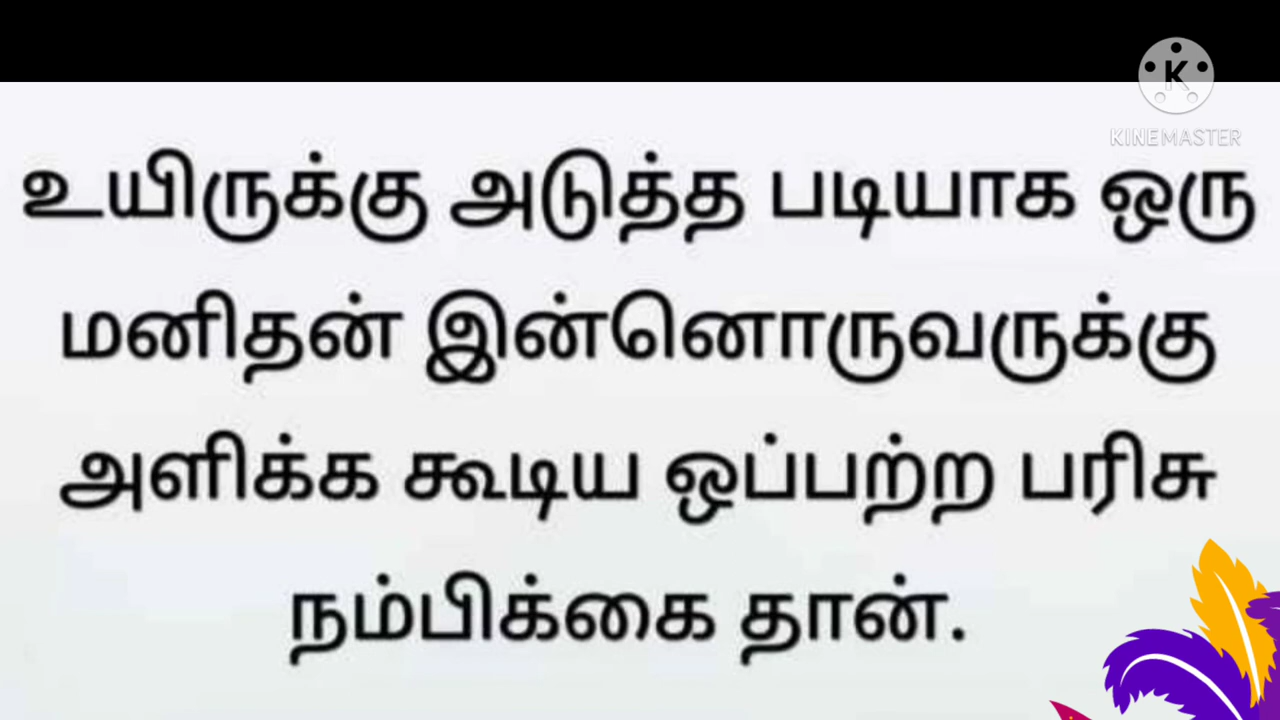 KINEMASTER
உயிருக்கு அடுத்த படியாக ஒரு
மனிதன் இன்னொருவருக்கு
அளிக்க கூடிய ஒப்பற்ற பரிசு
நம்பிக்கை தான்.